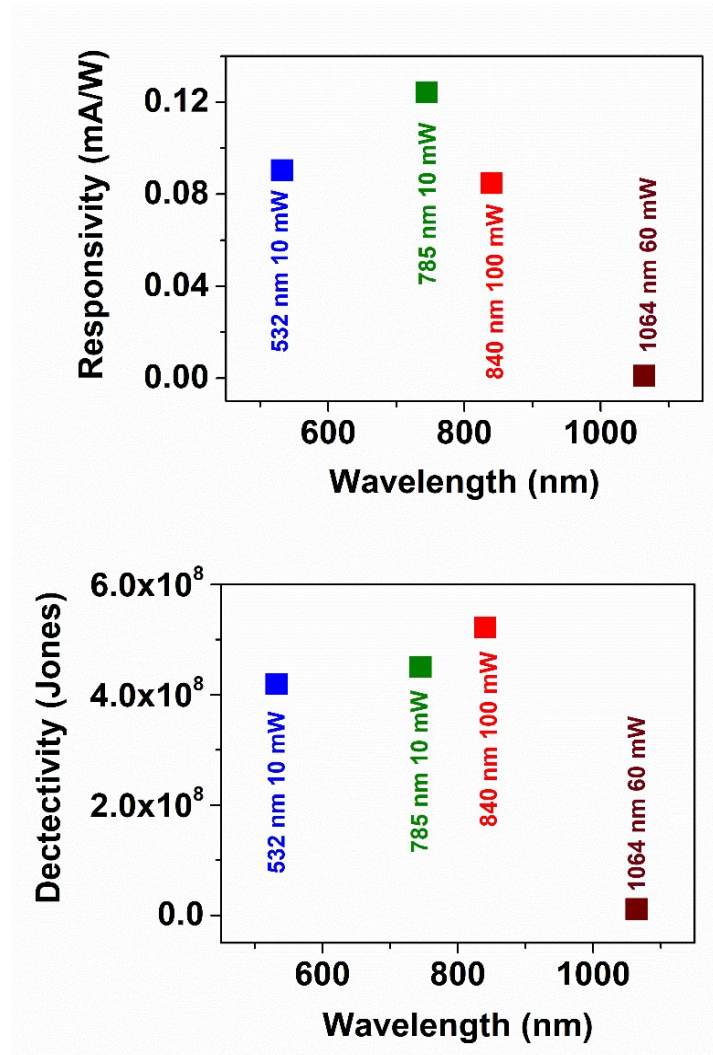 Responsivity (mA/W)
0.12
0.08
0.04
0.00
532 nm 10 mW
785 nm 10 mW
840 nm 100 mW
1064 nm 60 mW
600
800
1000
Wavelength (nm)
Dectectivity (Jones)
6.0x10⁸
4.0x10⁸
2.0x10⁸
0.0
532 nm 10 mW
785 nm 10 mW
840 nm 100 mW
1064 nm 60 mW
600
800
1000
Wavelength (nm)